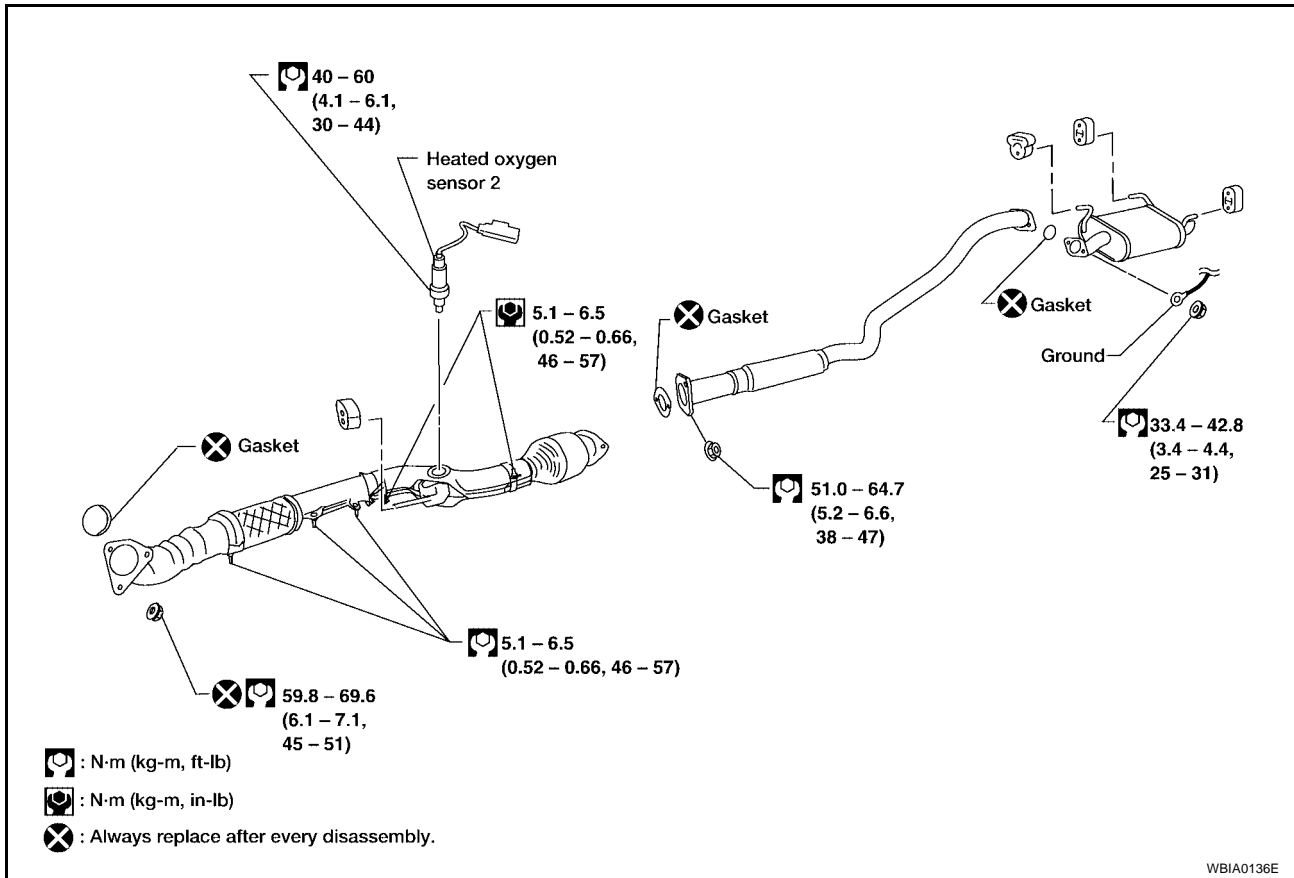 40 – 60
(4.1 – 6.1,
30 – 44)
Heated oxygen
sensor 2
5.1 – 6.5
(0.52 – 0.66,
46 – 57)
Gasket
Gasket
Ground
33.4 – 42.8
(3.4 – 4.4,
25 – 31)
Gasket
51.0 – 64.7
(5.2 – 6.6,
38 – 47)
5.1 – 6.5
(0.52 – 0.66, 46 – 57)
59.8 – 69.6
(6.1 – 7.1,
45 – 51)
: N·m (kg-m, ft-lb)
: N·m (kg-m, in-lb)
: Always replace after every disassembly.
WBIA0136E